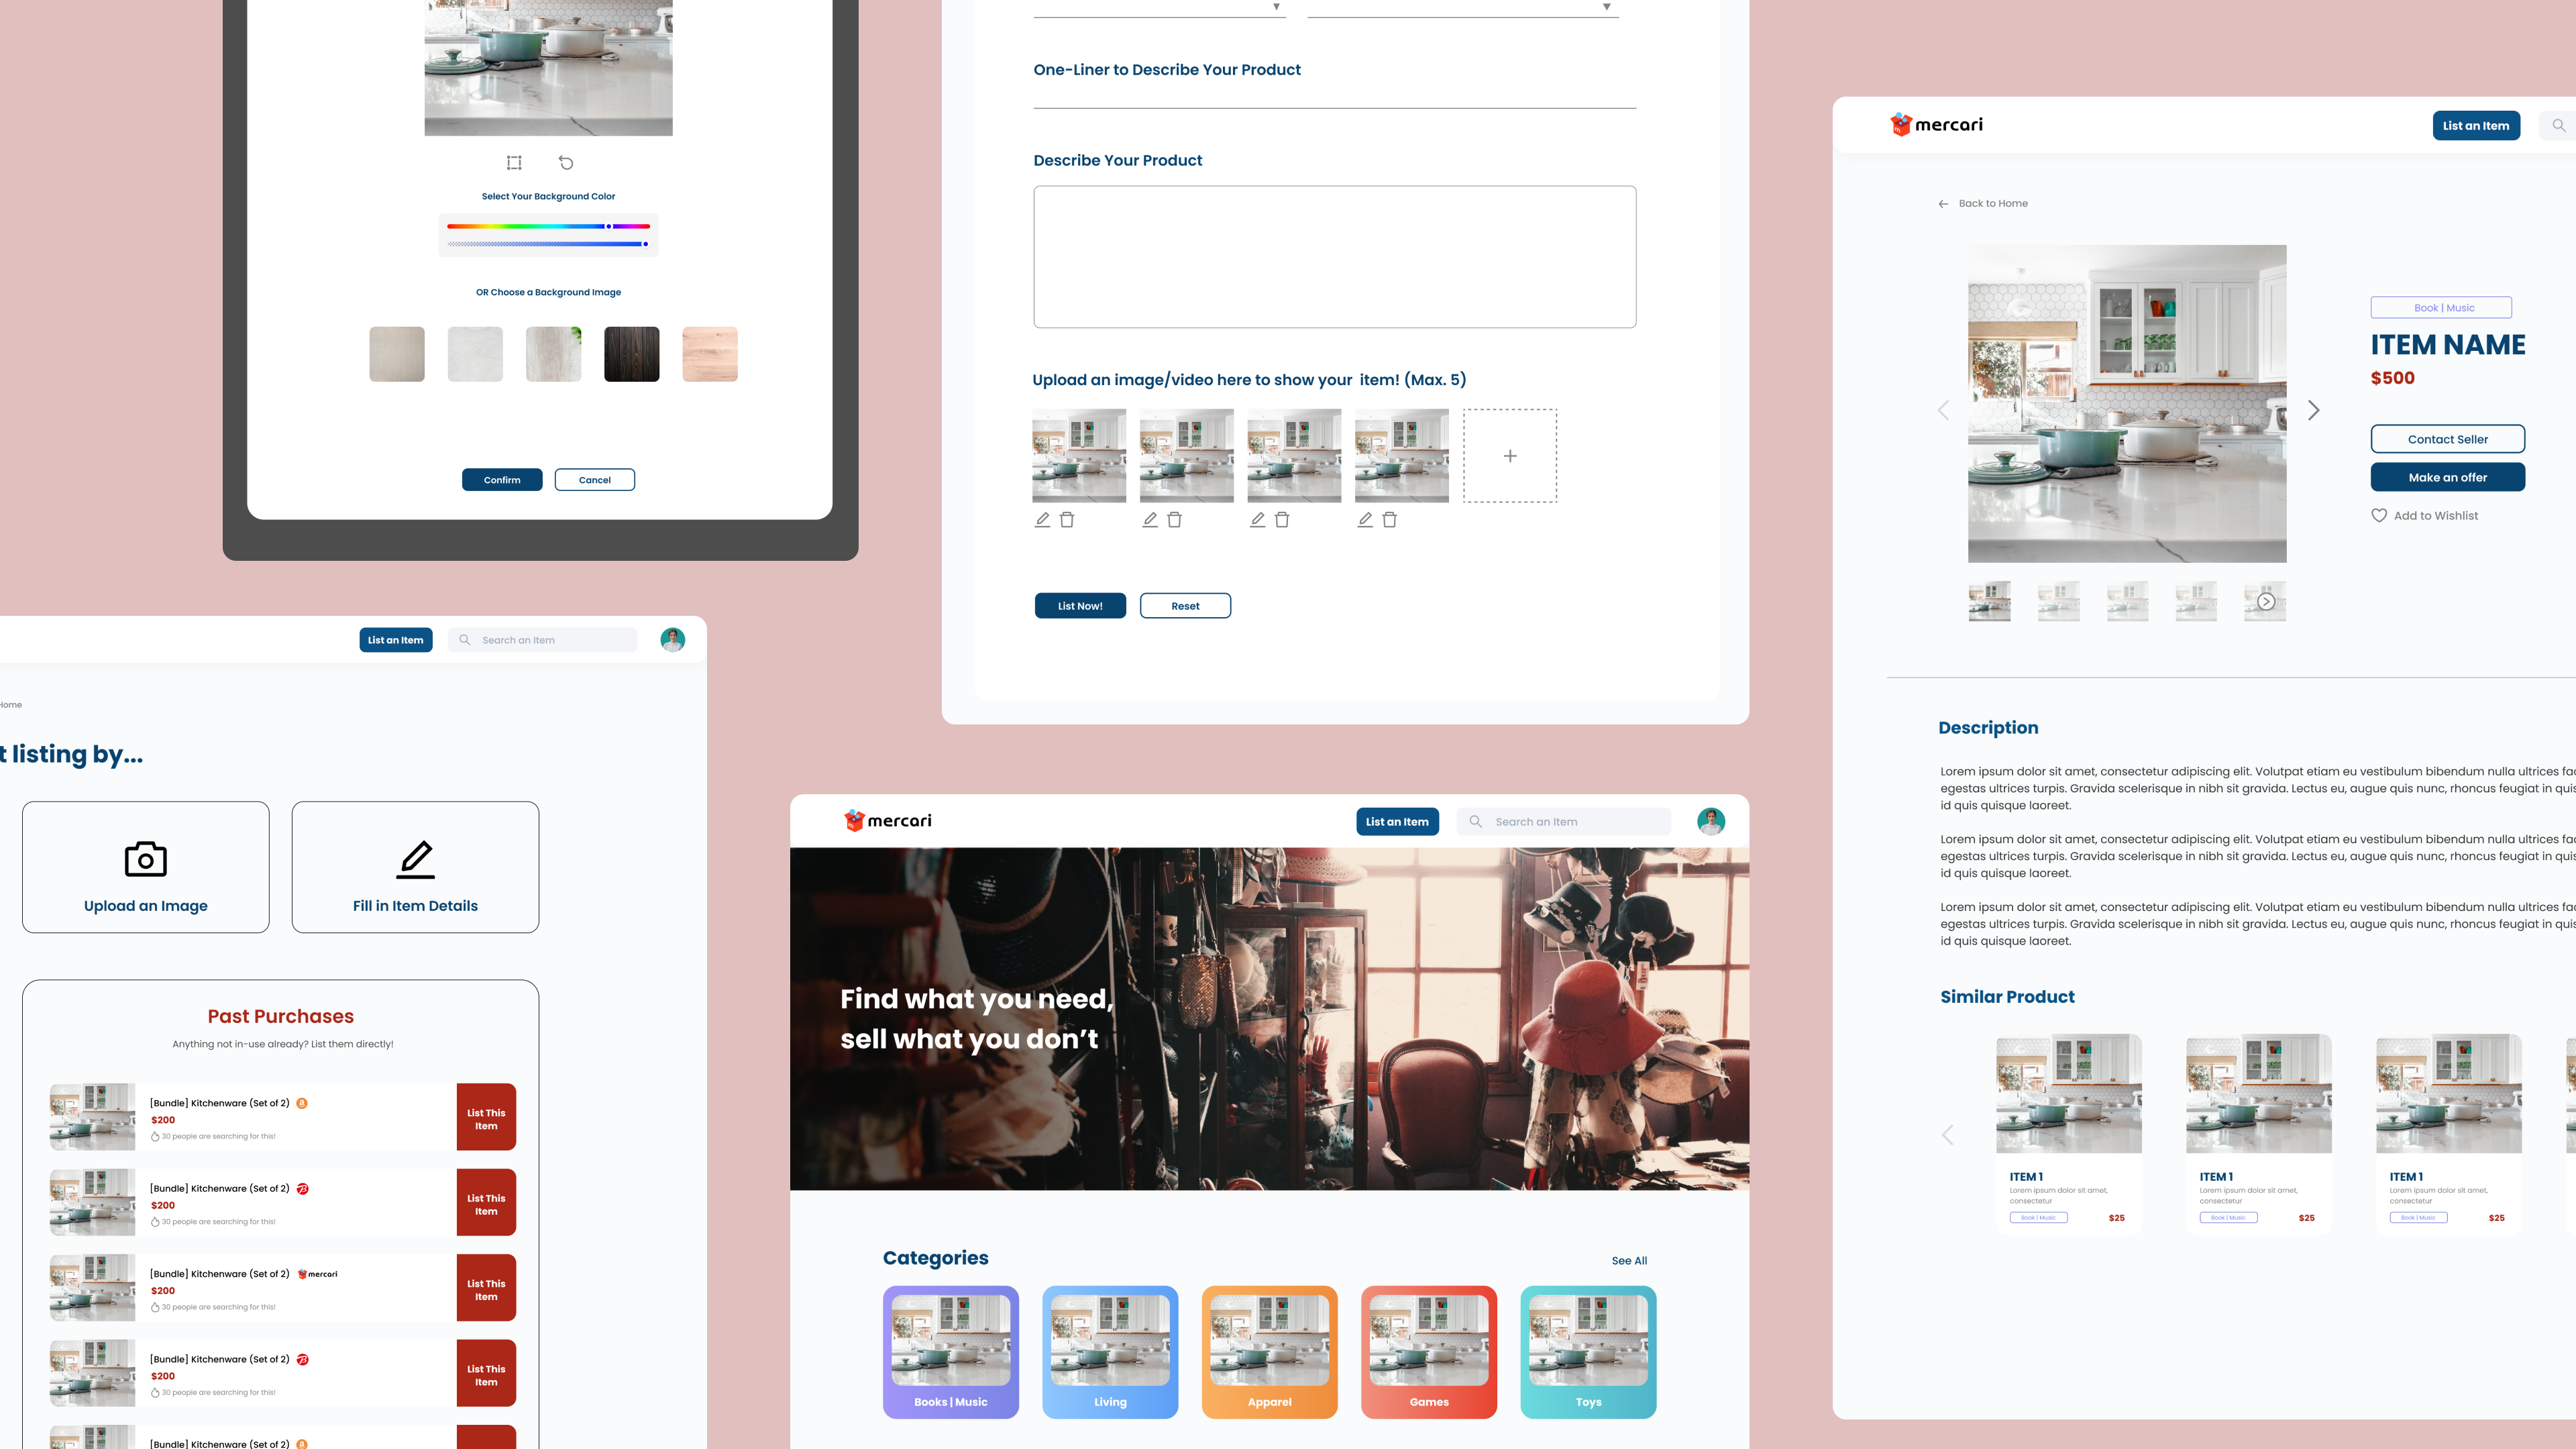 Select Your Background Color
OR Choose a Background Image
Confirm
Cancel
One-Liner to Describe Your Product
Describe Your Product
Upload an image/video here to show your item! (Max. 5)
List Now!
Reset
mercari
List an Item
Back to Home
Book | Music
ITEM NAME
$500
Contact Seller
Make an offer
Add to Wishlist
Description
Lorem ipsum dolor sit amet, consectetur adipiscing elit. Volutpat etiam eu vestibulum bibendum nulla ultrices fac
egestas ultrices turpis. Gravida scelerisque in nibh sit gravida. Lectus eu, augue quis nunc, rhoncus feugiat in quis
id quis quisque laoreet.
Lorem ipsum dolor sit amet, consectetur adipiscing elit. Volutpat etiam eu vestibulum bibendum nulla ultrices fac
egestas ultrices turpis. Gravida scelerisque in nibh sit gravida. Lectus eu, augue quis nunc, rhoncus feugiat in quis
id quis quisque laoreet.
Lorem ipsum dolor sit amet, consectetur adipiscing elit. Volutpat etiam eu vestibulum bibendum nulla ultrices fac
egestas ultrices turpis. Gravida scelerisque in nibh sit gravida. Lectus eu, augue quis nunc, rhoncus feugiat in quis
id quis quisque laoreet.
Similar Product
ITEM 1
Lorem ipsum dolor sit amet,
consectetur
Book | Music
$25
ITEM 1
Lorem ipsum dolor sit amet,
consectetur
Book | Music
$25
ITEM 1
Lorem ipsum dolor sit amet,
consectetur
Book | Music
$25
List an Item
Search an Item
Home
t listing by...
Upload an Image
Fill in Item Details
Past Purchases
Anything not in-use already? List them directly!
[Bundle] Kitchenware (Set of 2)
$200
30 people are searching for this!
List This
Item
[Bundle] Kitchenware (Set of 2)
$200
30 people are searching for this!
List This
Item
[Bundle] Kitchenware (Set of 2) mercari
$200
30 people are searching for this!
List This
Item
[Bundle] Kitchenware (Set of 2)
$200
30 people are searching for this!
List This
Item
[Bundle] Kitchenware (Set of 2)
mercari
List an Item
Search an Item
Find what you need,
sell what you don’t
Categories
See All
Books | Music
Living
Apparel
Games
Toys